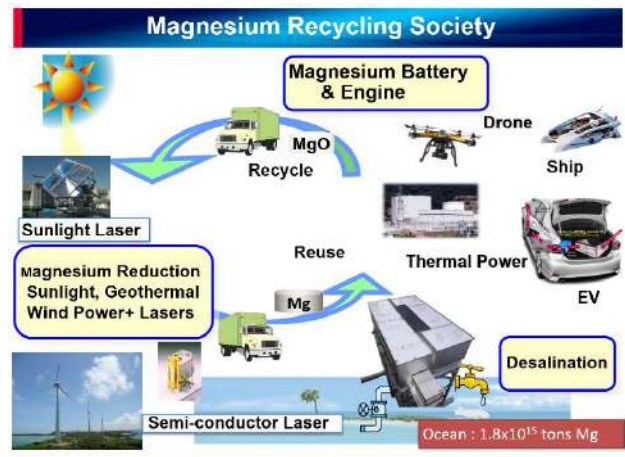 Magnesium Recycling Society
Magnesium Battery
& Engine
Drone
MgO
Recycle
Ship
Sunlight Laser
Reuse
Thermal Power
Magnesium Reduction
Sunlight, Geothermal
Wind Power+ Lasers
EV
Mg
Desalination
Semi-conductor Laser
Ocean : 1.8x10¹⁵ tons Mg